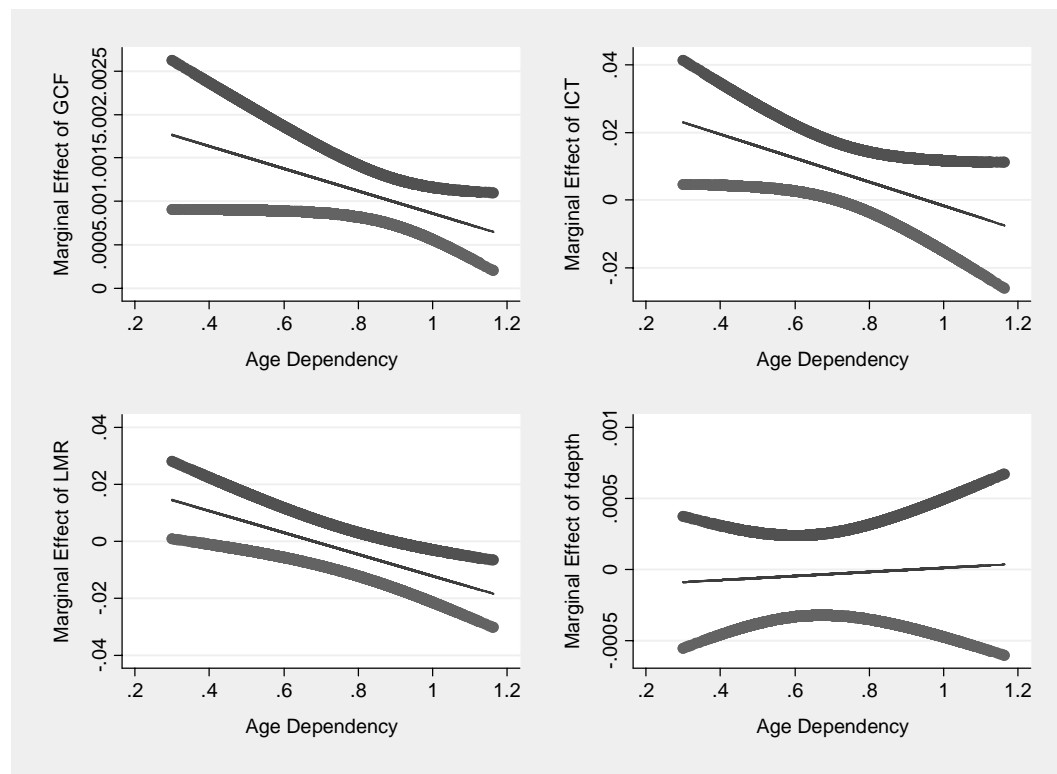 Marginal Effect of GCF
0 .0005 .001 .0015 .002 .0025
.2 .4 .6 .8 1 1.2
Age Dependency
Marginal Effect of ICT
-.02 0 .02 .04
.2 .4 .6 .8 1 1.2
Age Dependency
Marginal Effect of LMR
-.04 -.02 0 .02 .04
.2 .4 .6 .8 1 1.2
Age Dependency
Marginal Effect of fdepth
-.0005 0 .0005 .001
.2 .4 .6 .8 1 1.2
Age Dependency